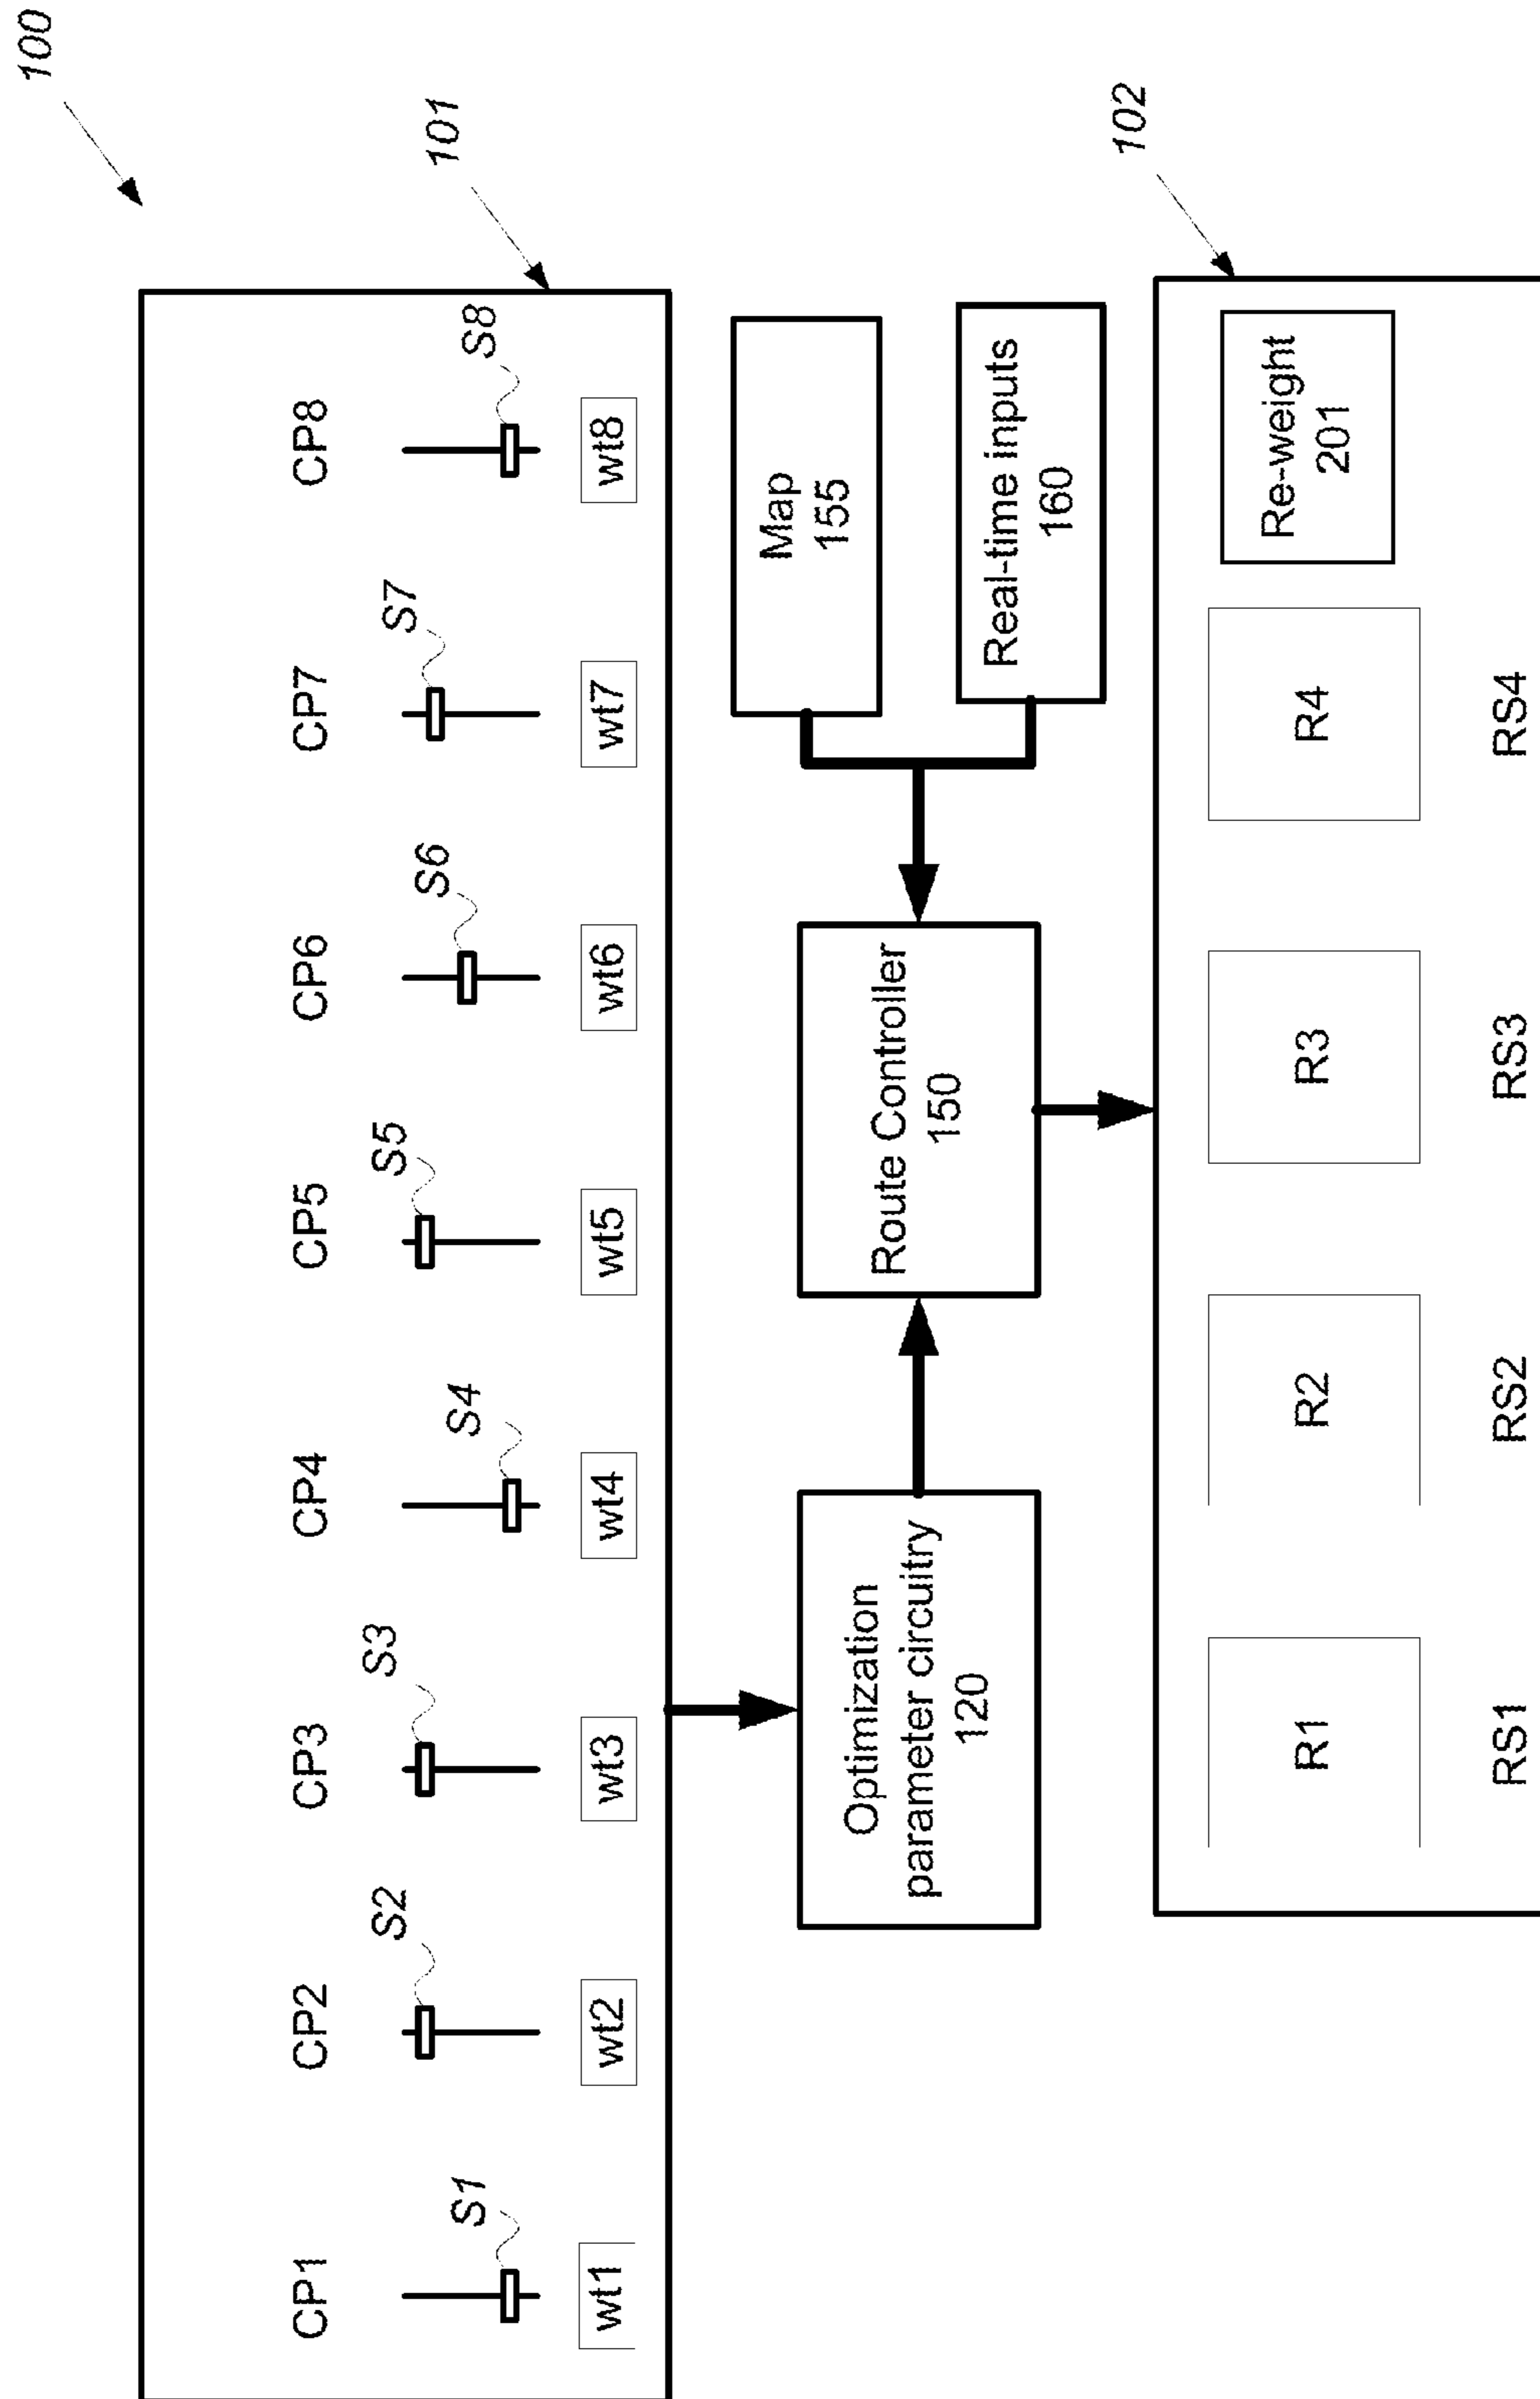 100
101
CP1 CP2 CP3 CP4 CP5 CP6 CP7 CP8
S1 S2 S3 S4 S5 S6 S7 S8
wt1 wt2 wt3 wt4 wt5 wt6 wt7 wt8
Optimization
parameter circuitry
120
Route Controller
150
Map
155
Real-time inputs
160
102
R1 R2 R3 R4
Re-weight
201
RS1 RS2 RS3 RS4